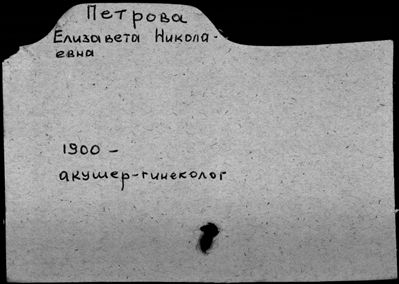 Петрова
Елизавета Никола-
евна
1900 -
акушер-гинеколог